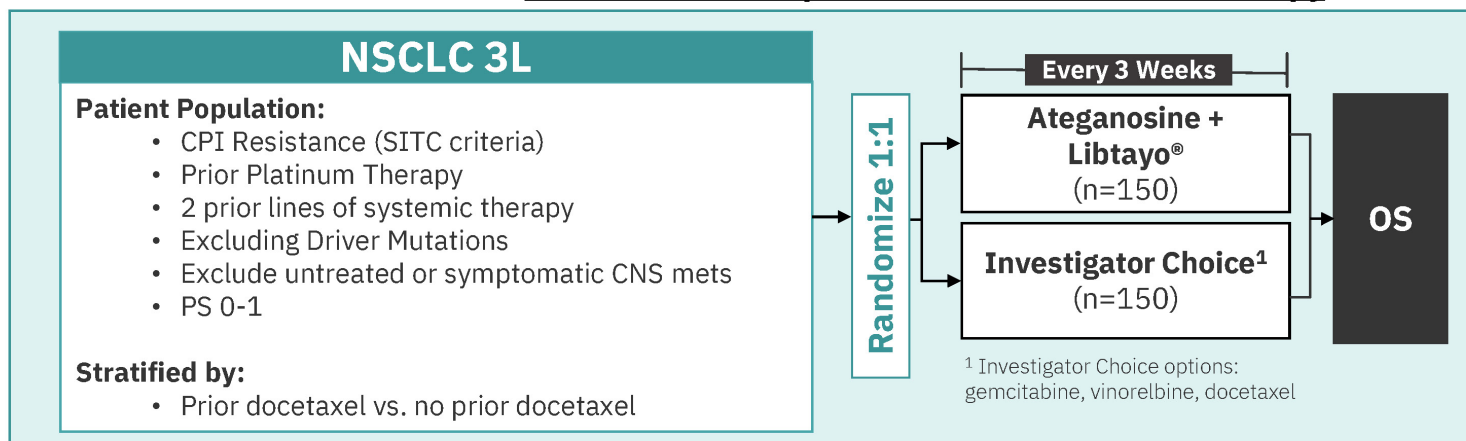 NSCLC 3L
Patient Population:
• CPI Resistance (SITC criteria)
• Prior Platinum Therapy
• 2 prior lines of systemic therapy
• Excluding Driver Mutations
• Exclude untreated or symptomatic CNS mets
• PS 0-1
Stratified by:
• Prior docetaxel vs. no prior docetaxel
Randomize 1:1
Every 3 Weeks
Ateganosine +
Libtayo®
(n=150)
Investigator Choice¹
(n=150)
¹ Investigator Choice options:
gemcitabine, vinorelbine, docetaxel
OS